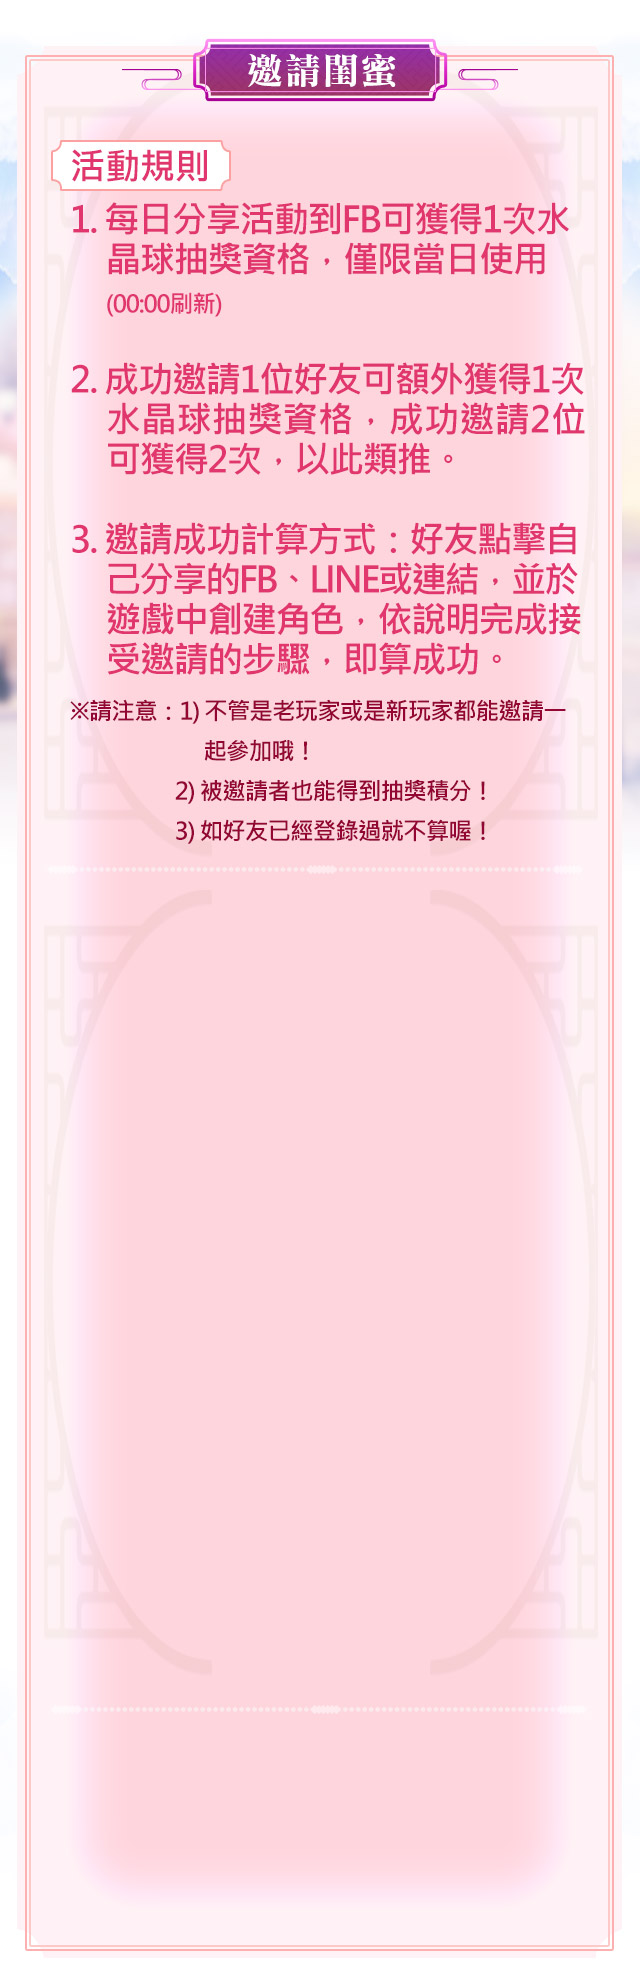 邀請閨蜜
活動規則
1. 每日分享活動到FB可獲得1次水
晶球抽獎資格，僅限當日使用
(00:00刷新)
2. 成功邀請1位好友可額外獲得1次
水晶球抽獎資格，成功邀請2位
可獲得2次，以此類推。
3. 邀請成功計算方式：好友點擊自
己分享的FB、LINE或連結，並於
遊戲中創建角色，依說明完成接
受邀請的步驟，即算成功。
※請注意：1) 不管是老玩家或是新玩家都能邀請一
起參加哦！
2) 被邀請者也能得到抽獎積分！
3) 如好友已經登錄過就不算喔！